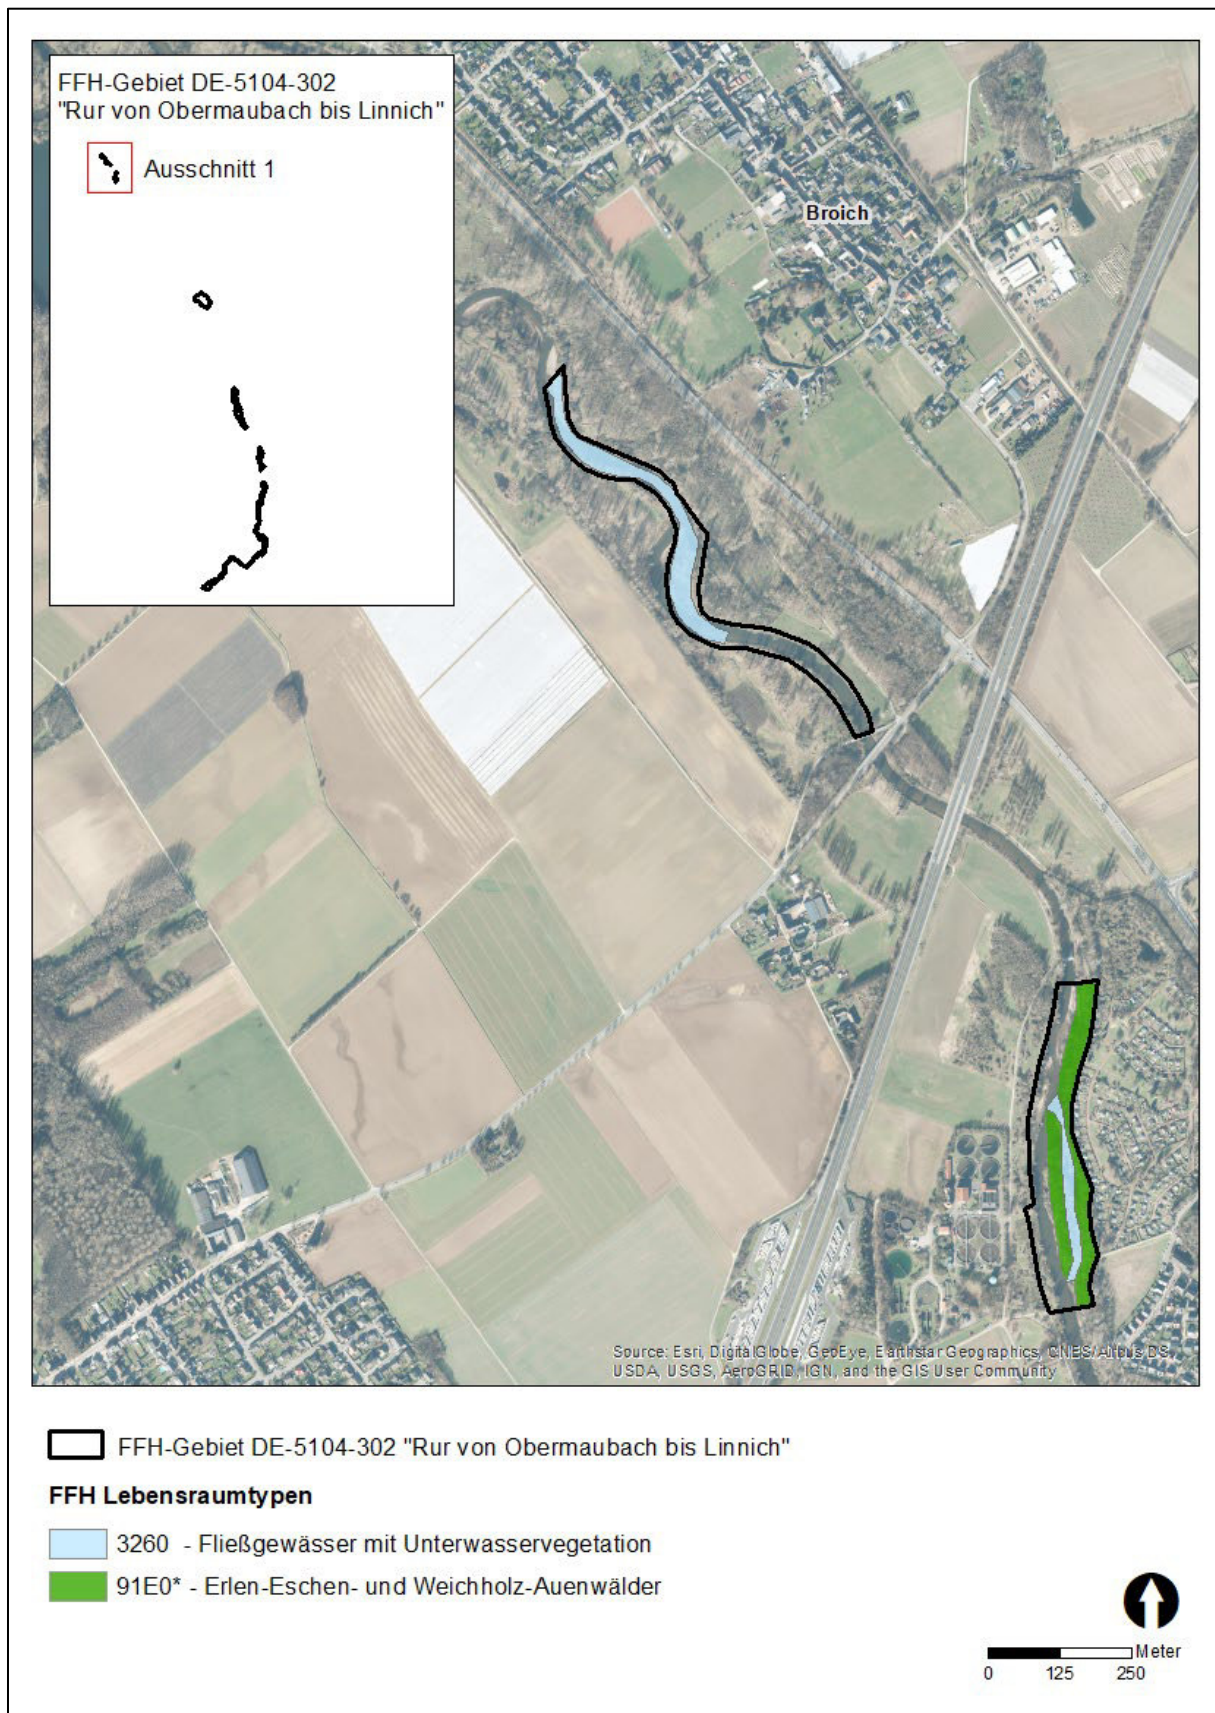 FFH-Gebiet DE-5104-302
"Rur von Obermaubach bis Linnich"
Ausschnitt 1
Broich
Source: Esri, DigitalGlobe, GeoEye, Earthstar Geographics, CNES/Airbus DS,
USDA, USGS, AeroGRID, IGN, and the GIS User Community
FFH-Gebiet DE-5104-302 "Rur von Obermaubach bis Linnich"
FFH Lebensraumtypen
3260 - Fließgewässer mit Unterwasservegetation
91E0* - Erlen-Eschen- und Weichholz-Auenwälder
Meter
0 125 250